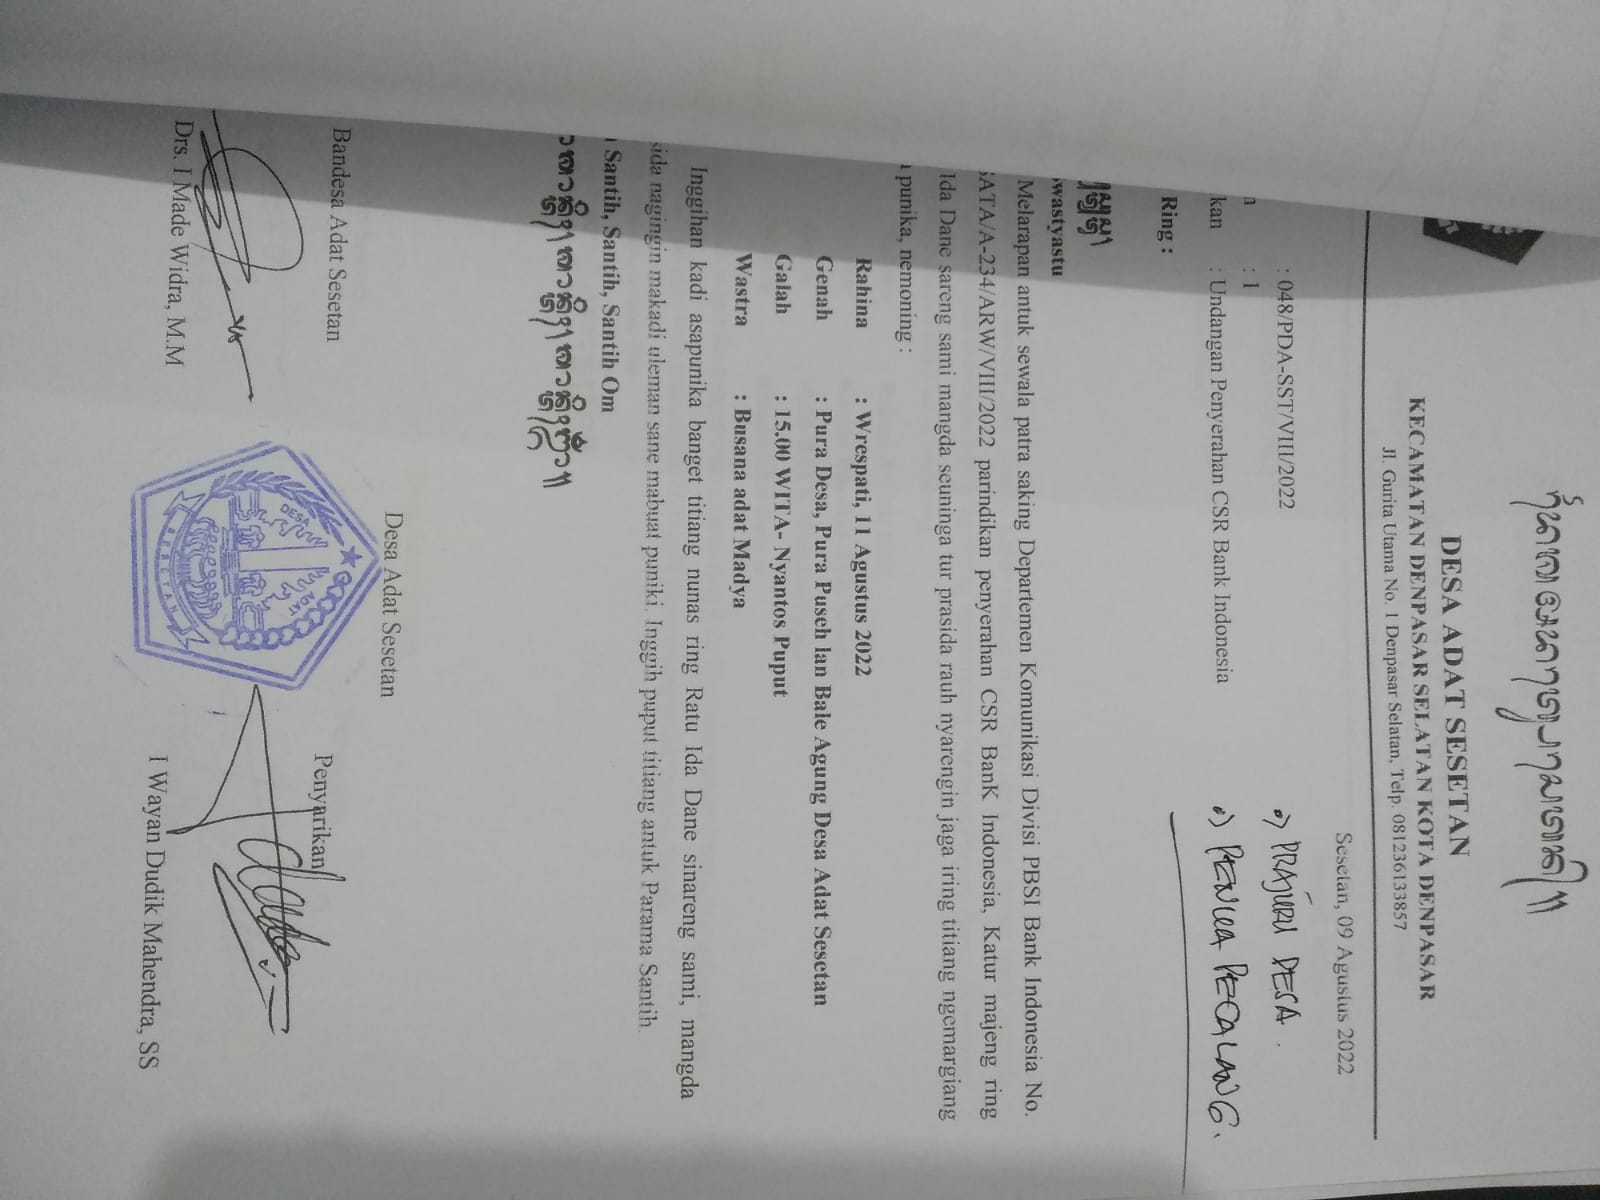 DESA ADAT SESETAN
KECAMATAN DENPASAR SELATAN KOTA DENPASAR
Jl. Gurita Utama No. 1 Denpasar Selatan, Telp. 081236133857
Sesetan, 09 Agustus 2022
: 048/PDA-SST/VIII/2022
n : 1
kan : Undangan Penyerahan CSR Bank Indonesia
•) PRAJURU DESA.
•) PENUA PECALANG.
Ring :
wastyastu
Melarapan antuk sewala patra saking Departemen Komunikasi Divisi PBSI Bank Indonesia No.
SATA/A-234/ARW/VIII/2022 parindikan penyerahan CSR BanK Indonesia, Katur majeng ring
Ida Dane sareng sami mangda seuninga tur prasida rauh nyarengin jaga iring titiang ngemargiang
punika, nemoning :
Rahina : Wrespati, 11 Agustus 2022
Genah : Pura Desa, Pura Puseh lan Bale Agung Desa Adat Sesetan
Galah : 15.00 WITA- Nyantos Puput
Wastra : Busana adat Madya
Inggihan kadi asapunika banget titiang nunas ring Ratu Ida Dane sinareng sami, mangda
sida nagingin makadi uleman sane mabuat puniki. Inggih puput titiang antuk Parama Santih.
Santih, Santih, Santih Om
Desa Adat Sesetan
Bandesa Adat Sesetan
Penyarikan
DESA ADAT
SESETAN
Drs. I Made Widra, M.M
I Wayan Dudik Mahendra, SS